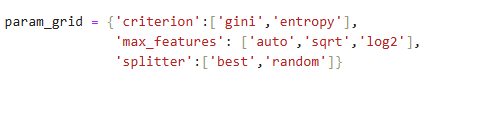 param_grid = {'criterion':['gini','entropy'],
'max_features': ['auto','sqrt','log2'],
'splitter':['best','random']}